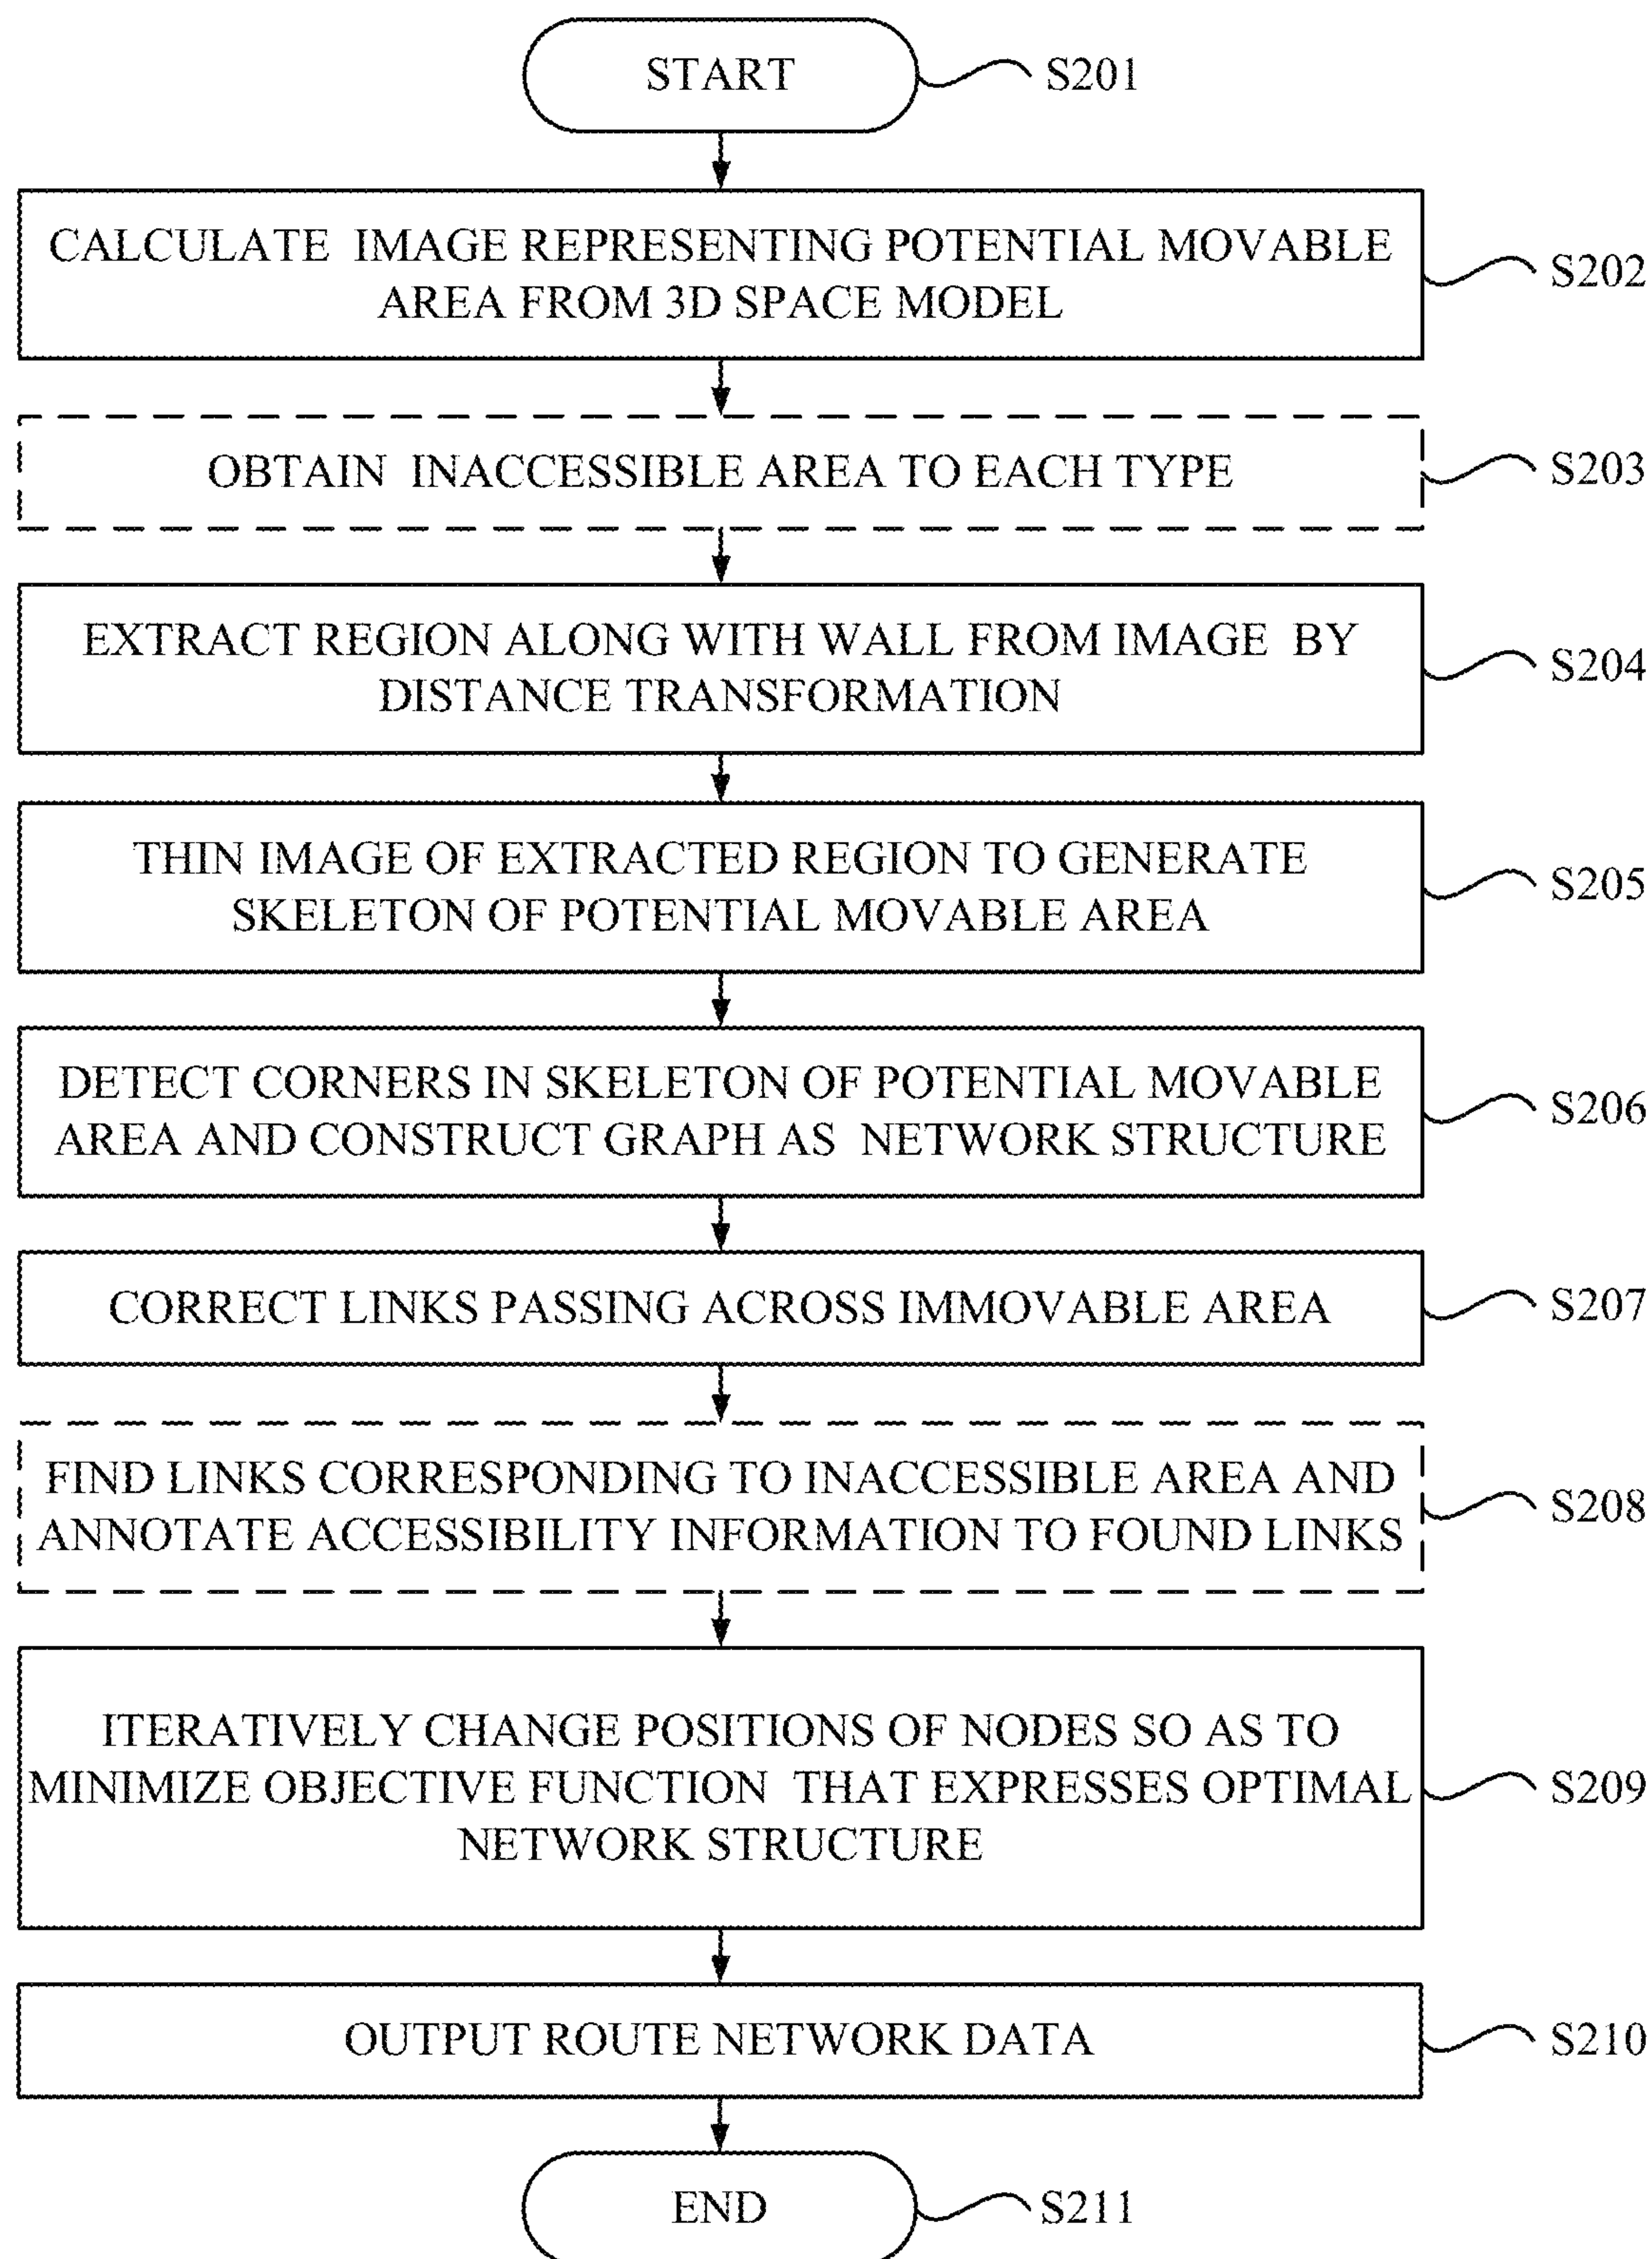 START
S201
CALCULATE IMAGE REPRESENTING POTENTIAL MOVABLE
AREA FROM 3D SPACE MODEL
S202
OBTAIN INACCESSIBLE AREA TO EACH TYPE
S203
EXTRACT REGION ALONG WITH WALL FROM IMAGE BY
DISTANCE TRANSFORMATION
S204
THIN IMAGE OF EXTRACTED REGION TO GENERATE
SKELETON OF POTENTIAL MOVABLE AREA
S205
DETECT CORNERS IN SKELETON OF POTENTIAL MOVABLE
AREA AND CONSTRUCT GRAPH AS NETWORK STRUCTURE
S206
CORRECT LINKS PASSING ACROSS IMMOVABLE AREA
S207
FIND LINKS CORRESPONDING TO INACCESSIBLE AREA AND
ANNOTATE ACCESSIBILITY INFORMATION TO FOUND LINKS
S208
ITERATIVELY CHANGE POSITIONS OF NODES SO AS TO
MINIMIZE OBJECTIVE FUNCTION THAT EXPRESSES OPTIMAL
NETWORK STRUCTURE
S209
OUTPUT ROUTE NETWORK DATA
S210
END
S211